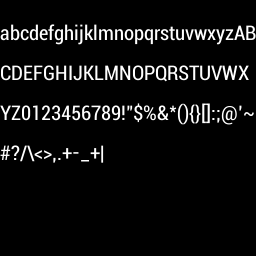 abcdefghijklmnopqrstuvwxyzAB
CDEFGHIJKLMNOPQRSTUVWX
YZ0123456789!"$%&*(){}[]:;@'~
#?/\<>,.+-_+|